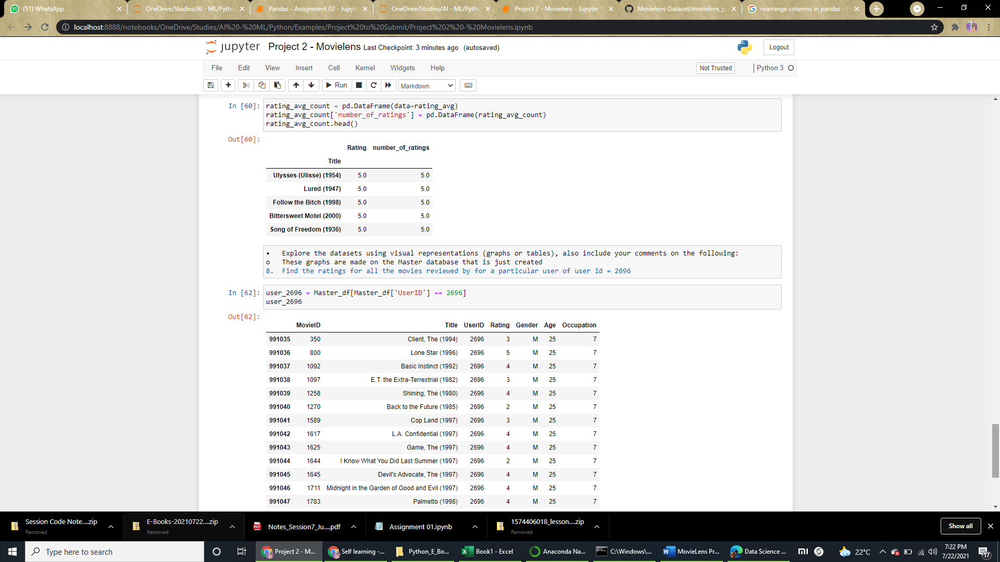 (51) WhatsApp
OneDrive/Studies/AI - ML/Pytho
Pandas - Assignment 02 - Jupyte
OneDrive/Studies/AI - ML/Pytho
Project 2 - Movielens - Jupyter
Movielens-Dataset/movielens_p
rearrange columns in pandas -
localhost:8888/notebooks/OneDrive/Studies/AI%20-%20ML/Python/Examples/Project%20to%20Submit/Project%202%20-%20Movielens.ipynb
jupyter Project 2 - Movielens Last Checkpoint: 3 minutes ago (autosaved)
Logout
File Edit View Insert Cell Kernel Widgets Help
Not Trusted Python 3
Run Markdown
In [60]: rating_avg_count = pd.DataFrame(data=rating_avg)
rating_avg_count['number_of_ratings'] = pd.DataFrame(rating_avg_count)
rating_avg_count.head()
Out[60]:
Rating number_of_ratings
Title
Ulysses (Ulisse) (1954) 5.0 5.0
Lured (1947) 5.0 5.0
Follow the Bitch (1998) 5.0 5.0
Bittersweet Motel (2000) 5.0 5.0
Song of Freedom (1936) 5.0 5.0
• Explore the datasets using visual representations (graphs or tables), also include your comments on the following:
o These graphs are made on the Master database that is just created
8. Find the ratings for all the movies reviewed by for a particular user of user id = 2696
In [62]: user_2696 = Master_df[Master_df['UserID'] == 2696]
user_2696
Out[62]:
MovieID Title UserID Rating Gender Age Occupation
991035 350 Client, The (1994) 2696 3 M 25 7
991036 800 Lone Star (1996) 2696 5 M 25 7
991037 1092 Basic Instinct (1992) 2696 4 M 25 7
991038 1097 E.T. the Extra-Terrestrial (1982) 2696 3 M 25 7
991039 1258 Shining, The (1980) 2696 4 M 25 7
991040 1270 Back to the Future (1985) 2696 2 M 25 7
991041 1589 Cop Land (1997) 2696 3 M 25 7
991042 1617 L.A. Confidential (1997) 2696 4 M 25 7
991043 1625 Game, The (1997) 2696 4 M 25 7
991044 1644 I Know What You Did Last Summer (1997) 2696 2 M 25 7
991045 1645 Devil's Advocate, The (1997) 2696 4 M 25 7
991046 1711 Midnight in the Garden of Good and Evil (1997) 2696 4 M 25 7
991047 1783 Palmetto (1998) 2696 4 M 25 7
Session Code Note....zip
Removed
E-Books-20210722....zip
Removed
Notes_Session7_Ju....pdf
Assignment 01.ipynb
1574406018_lesson....zip
Removed
Show all
Type here to search
Project 2 - M...
Self learning -...
Python_E_Bo...
Book1 - Excel
Anaconda Na...
C:\Windows\...
MovieLens Pr...
Data Science ...
22°C
7:22 PM
7/22/2021
17